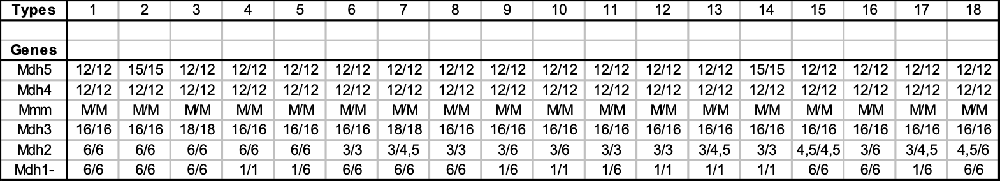 Types 1 2 3 4 5 6 7 8 9 10 11 12 13 14 15 16 17 18
Genes
Mdh5 12/12 15/15 12/12 12/12 12/12 12/12 12/12 12/12 12/12 12/12 12/12 12/12 12/12 15/15 12/12 12/12 12/12 12/12
Mdh4 12/12 12/12 12/12 12/12 12/12 12/12 12/12 12/12 12/12 12/12 12/12 12/12 12/12 12/12 12/12 12/12 12/12 12/12
Mmm M/M M/M M/M M/M M/M M/M M/M M/M M/M M/M M/M M/M M/M M/M M/M M/M M/M M/M
Mdh3 16/16 16/16 18/18 16/16 16/16 16/16 18/18 16/16 16/16 16/16 16/16 16/16 16/16 16/16 16/16 16/16 16/16 16/16
Mdh2 6/6 6/6 6/6 6/6 6/6 3/3 3/4,5 3/3 3/6 3/6 3/3 3/3 3/4,5 3/3 4,5/4,5 3/6 3/4,5 4,5/6
Mdh1- 6/6 6/6 6/6 1/1 1/6 6/6 6/6 6/6 1/6 1/1 1/6 1/1 1/1 1/1 6/6 6/6 1/6 6/6